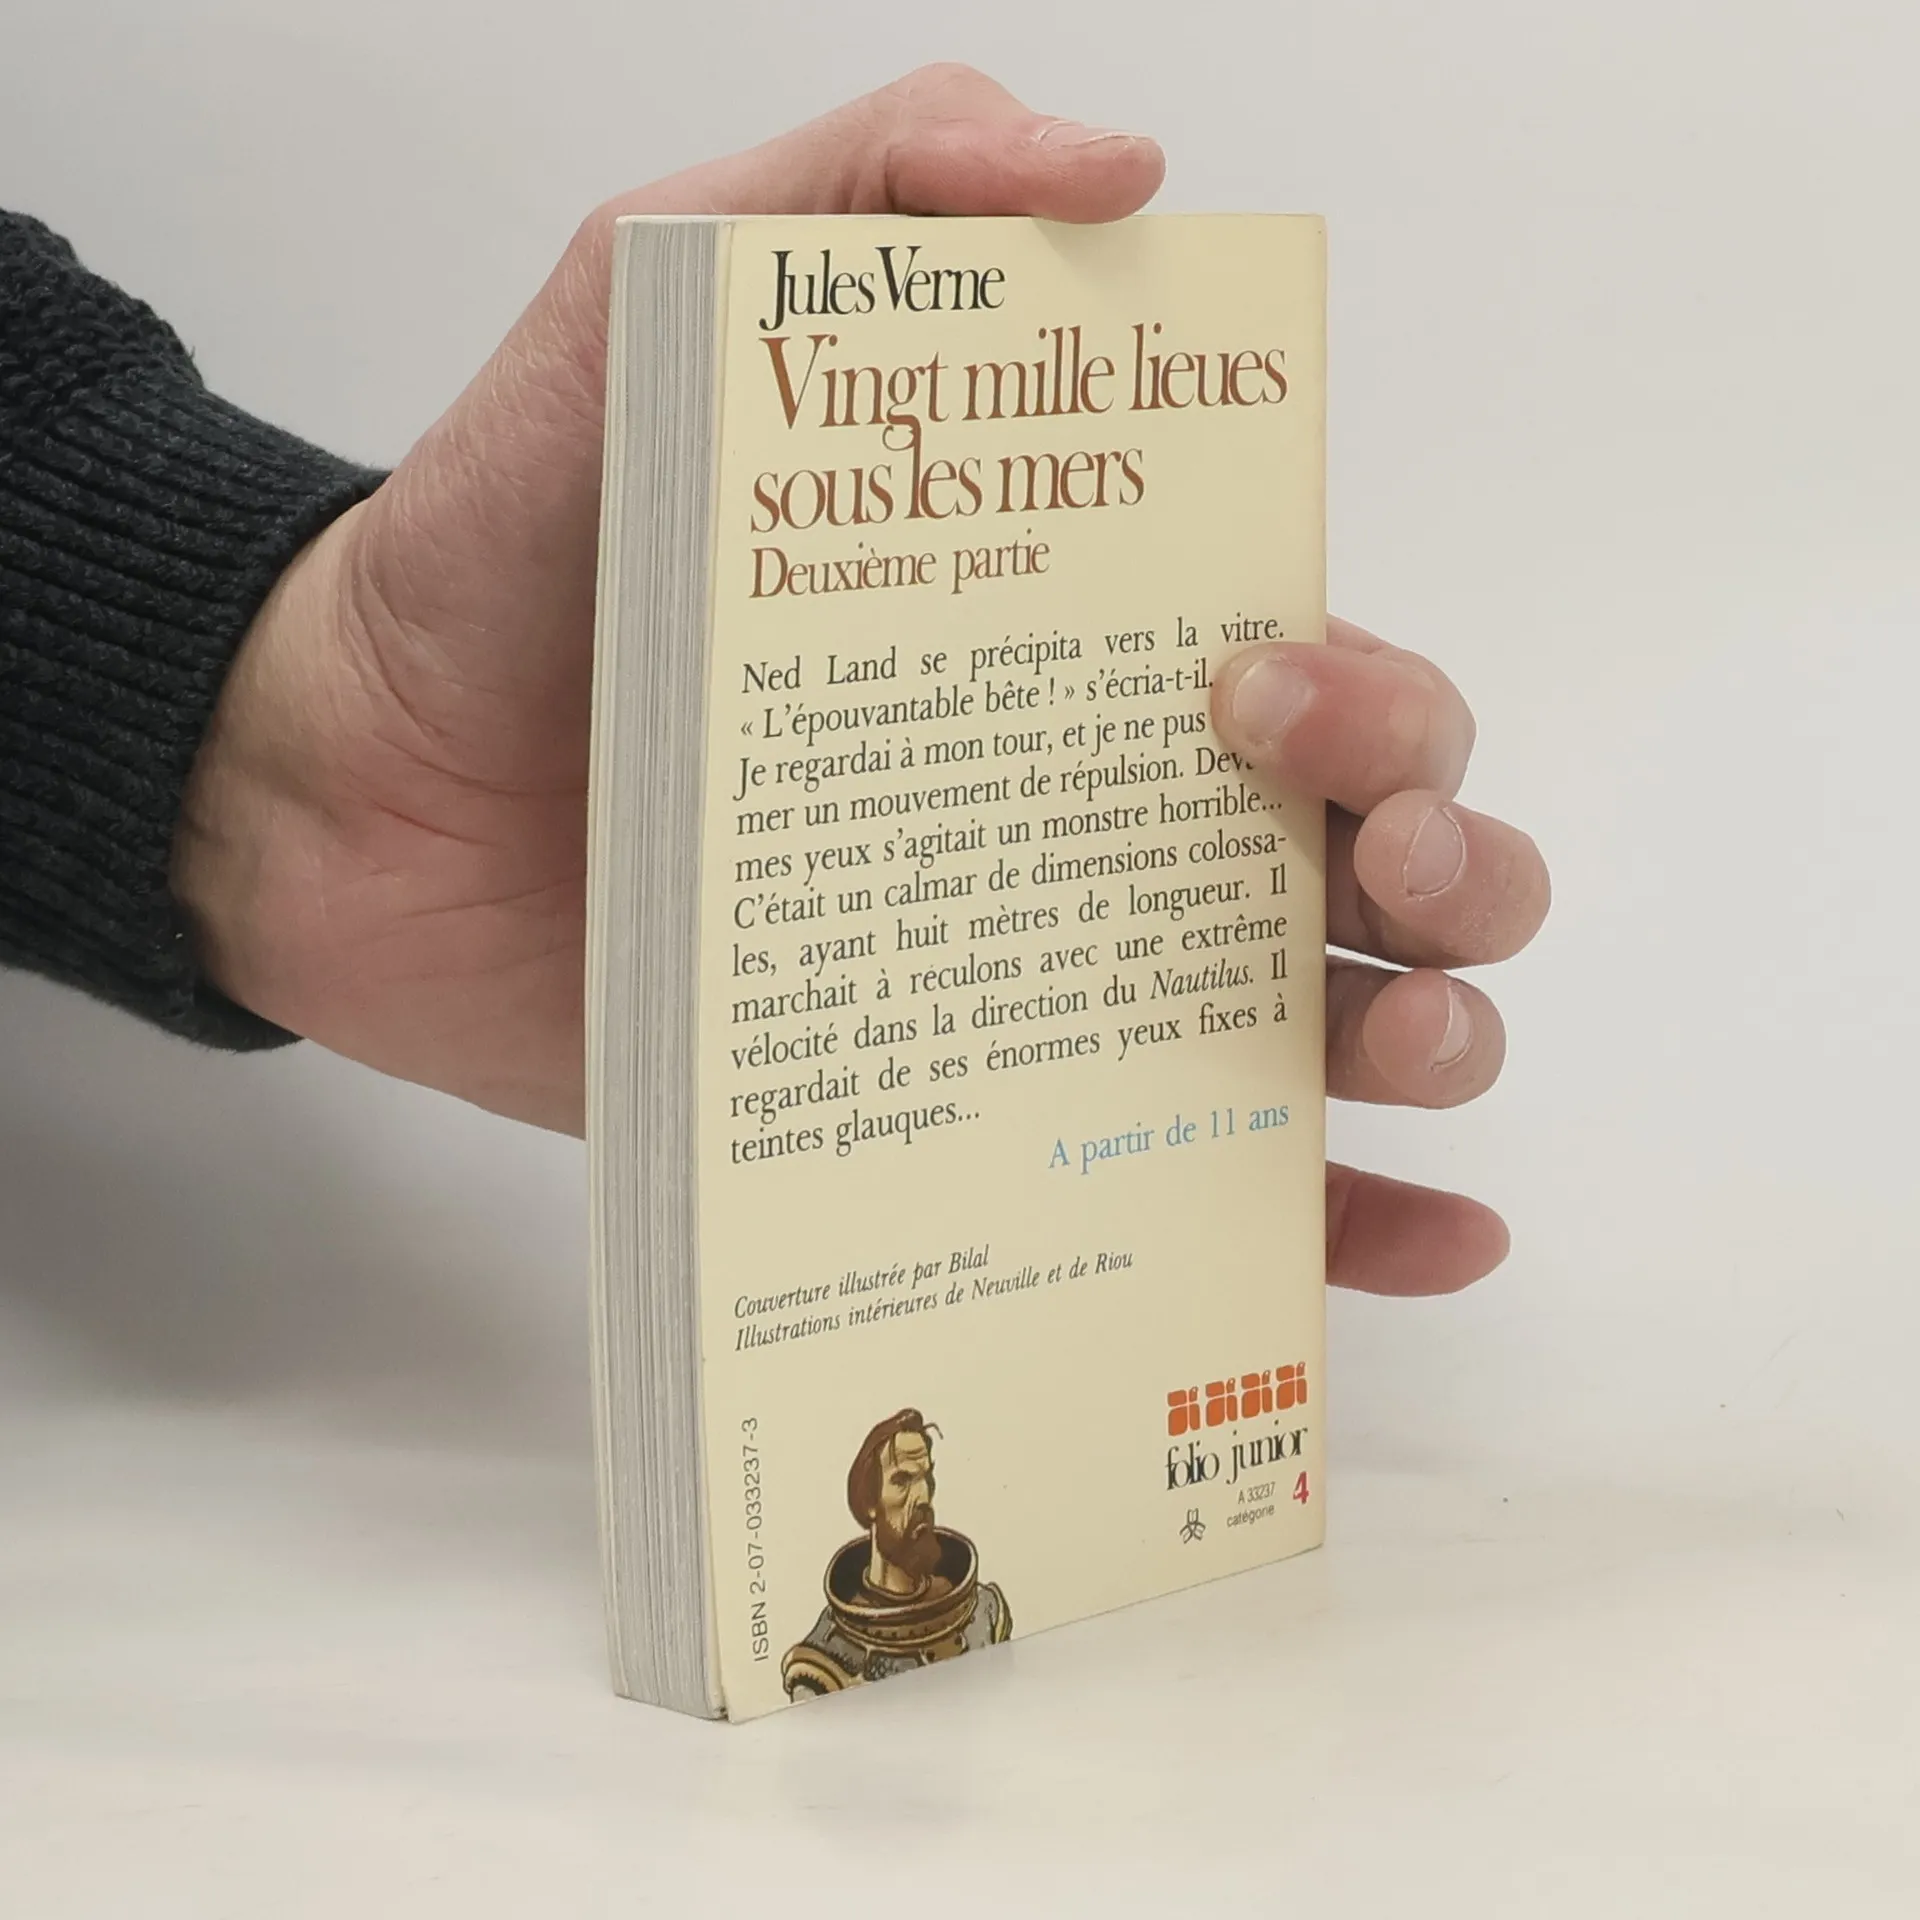 Jules Verne
Vingt mille lieues
sous les mers
Deuxième partie
Ned Land se précipita vers la vitre.
« L'épouvantable bête ! » s'écria-t-il.
Je regardai à mon tour, et je ne pus
mer un mouvement de répulsion.
mes yeux s'agitait un monstre horrible...
C'était un calmar de dimensions colossa-
les, ayant huit mètres de longueur. Il
marchait à reculons avec une extrême
vélocité dans la direction du Nautilus. Il
regardait de ses énormes yeux fixes à
teintes glauques...
A partir de 11 ans
Couverture illustrée par Bilal
Illustrations intérieures de Neuville et de Riou
ISBN 2-07-033237-3
folio junior
A 33237
catégorie 4